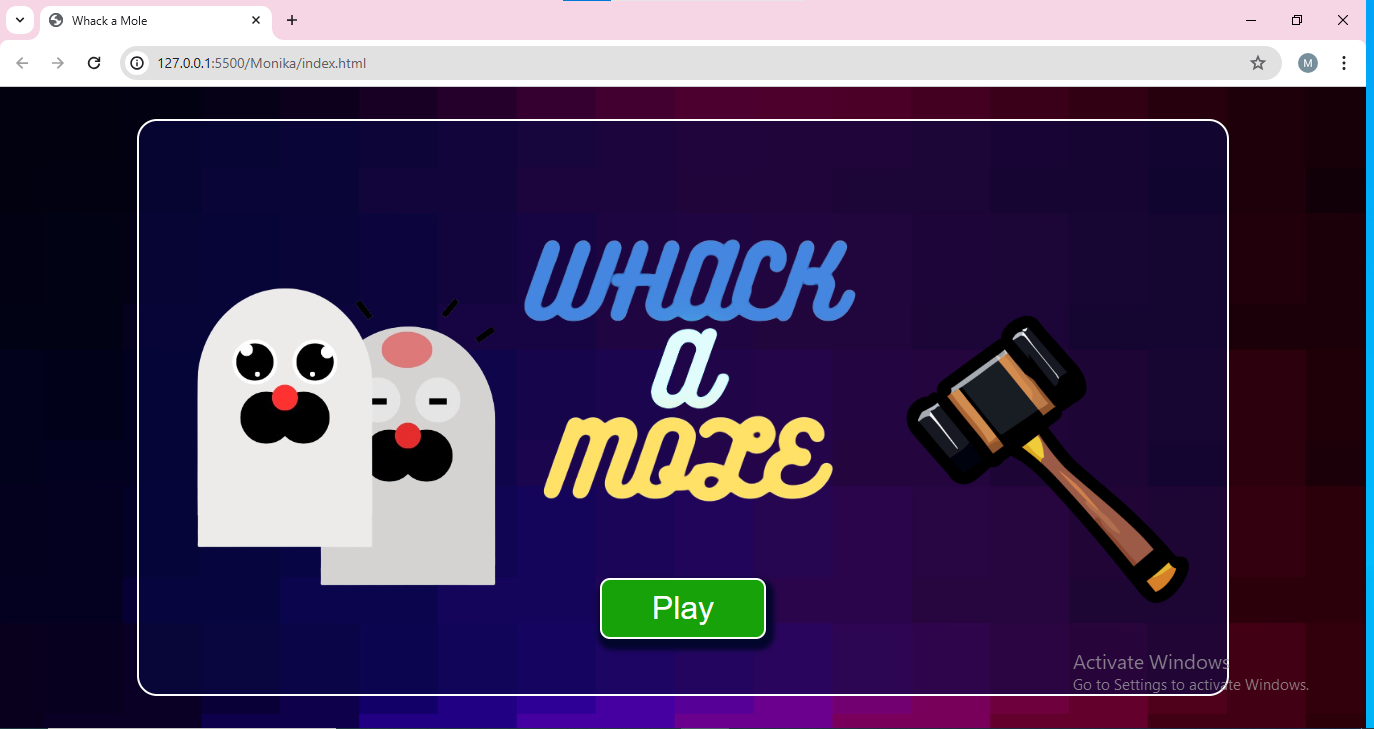 Whack a Mole
127.0.0.1:5500/Monika/index.html
M
WHACK
a
MOLE
Play
Activate Windows
Go to Settings to activate Windows.